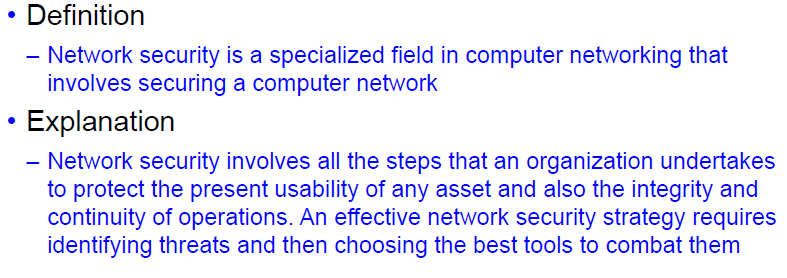 • Definition
– Network security is a specialized field in computer networking that
involves securing a computer network
• Explanation
– Network security involves all the steps that an organization undertakes
to protect the present usability of any asset and also the integrity and
continuity of operations. An effective network security strategy requires
identifying threats and then choosing the best tools to combat them